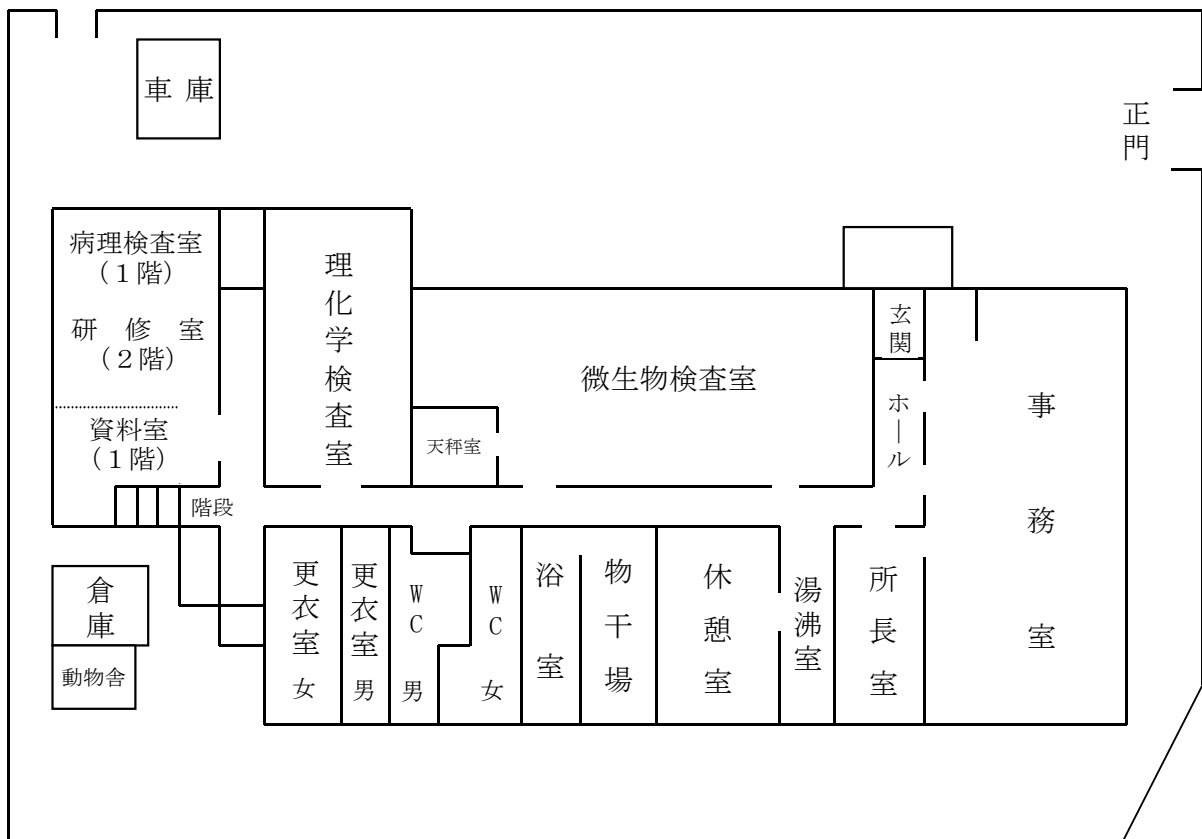 車 庫
正門
病理検査室
(1階)
研 修 室
(2階)
資料室
(1階)
階段
理化学検査室
天秤室
微生物検査室
玄関
ホール
事務室
倉庫
動物舎
更衣室 女
更衣室 男
WC 男
WC 女
浴室
物干場
休憩室
湯沸室
所長室